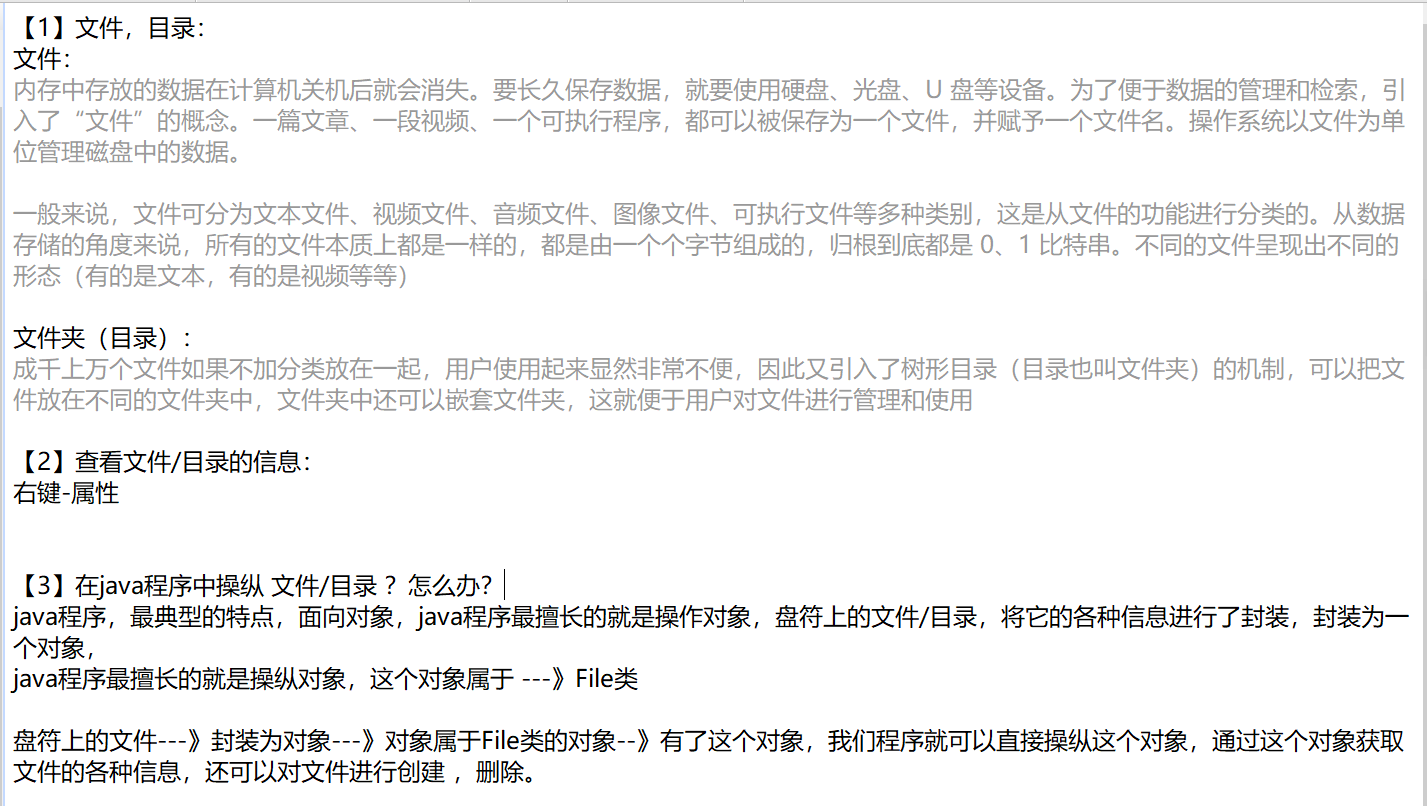 【1】文件，目录：
文件：
内存中存放的数据在计算机关机后就会消失。要长久保存数据，就要使用硬盘、光盘、U 盘等设备。为了便于数据的管理和检索，引
入了“文件”的概念。一篇文章、一段视频、一个可执行程序，都可以被保存为一个文件，并赋予一个文件名。操作系统以文件为单
位管理磁盘中的数据。
一般来说，文件可分为文本文件、视频文件、音频文件、图像文件、可执行文件等多种类别，这是从文件的功能进行分类的。从数据
存储的角度来说，所有的文件本质上都是一样的，都是由一个个字节组成的，归根到底都是 0、1 比特串。不同的文件呈现出不同的
形态（有的是文本，有的是视频等等）
文件夹（目录）：
成千上万个文件如果不加分类放在一起，用户使用起来显然非常不便，因此又引入了树形目录（目录也叫文件夹）的机制，可以把文
件放在不同的文件夹中，文件夹中还可以嵌套文件夹，这就便于用户对文件进行管理和使用
【2】查看文件/目录的信息：
右键-属性
【3】在java程序中操纵 文件/目录 ？怎么办？
java程序，最典型的特点，面向对象，java程序最擅长的就是操作对象，盘符上的文件/目录，将它的各种信息进行了封装，封装为一
个对象，
java程序最擅长的就是操纵对象，这个对象属于 ---》File类
盘符上的文件---》封装为对象---》对象属于File类的对象--》有了这个对象，我们程序就可以直接操纵这个对象，通过这个对象获取
文件的各种信息，还可以对文件进行创建 ，删除。